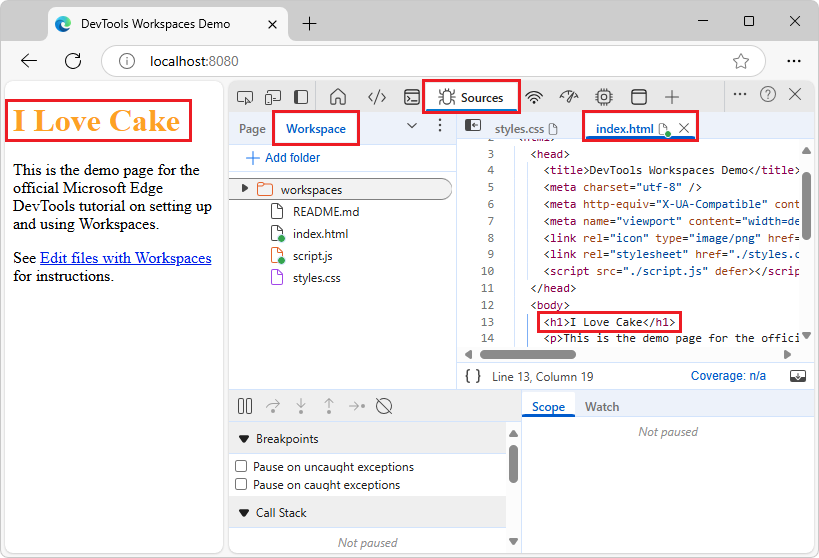 DevTools Workspaces Demo
localhost:8080
I Love Cake
This is the demo page for the
official Microsoft Edge
DevTools tutorial on setting up
and using Workspaces.
See Edit files with Workspaces
for instructions.
Sources
Page
Workspace
Add folder
workspaces
README.md
index.html
script.js
styles.css
styles.css
index.html
2 <html>
3 <head>
4 <title>DevTools Workspaces Demo</title>
5 <meta charset="utf-8" />
6 <meta http-equiv="X-UA-Compatible" cont
7 <meta name="viewport" content="width=de
8 <link rel="icon" type="image/png" href=
9 <link rel="stylesheet" href="./styles.c
10 <script src="./script.js" defer></scrip
11 </head>
12 <body>
13 <h1>I Love Cake</h1>
14 <p>This is the demo page for the offici
{ } Line 13, Column 19
Coverage: n/a
Breakpoints
Pause on uncaught exceptions
Pause on caught exceptions
Call Stack
Not paused
Scope
Watch
Not paused